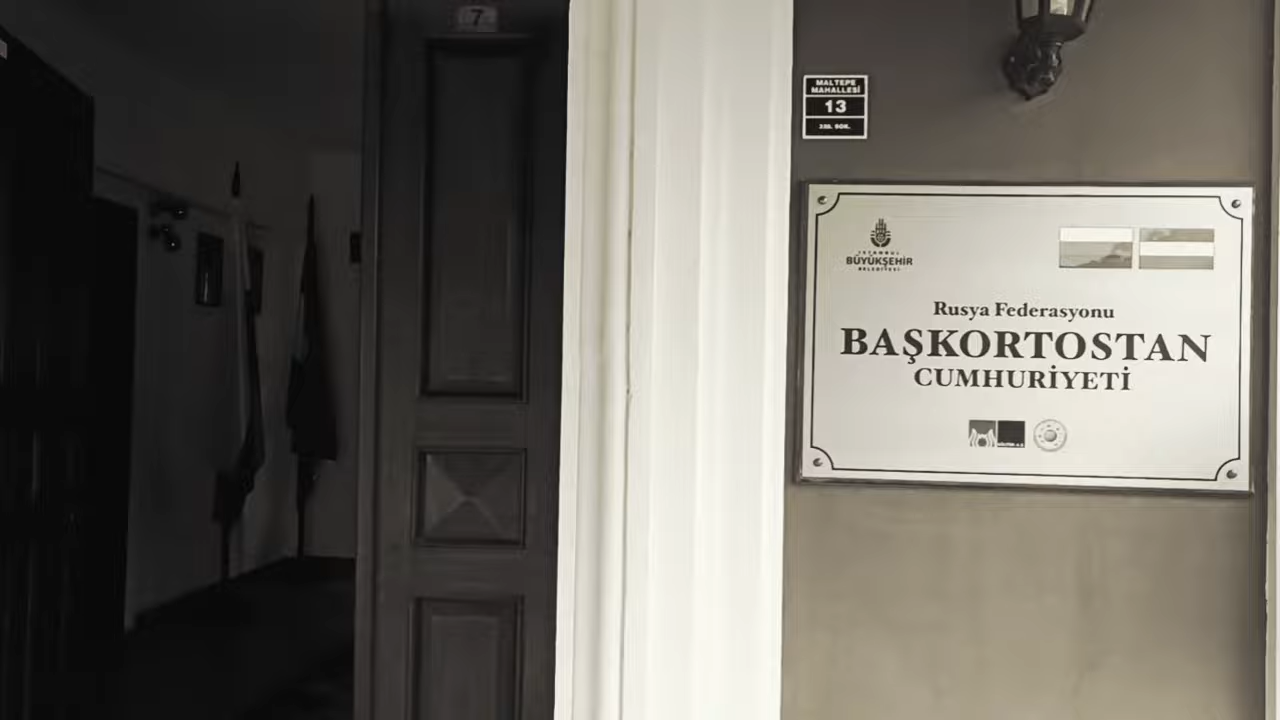 7
MALTEPE
MAHALLESİ
13
İSTANBUL
BÜYÜKŞEHİR
BELEDİYESİ
Rusya Federasyonu
BAŞKORTOSTAN
CUMHURİYETİ